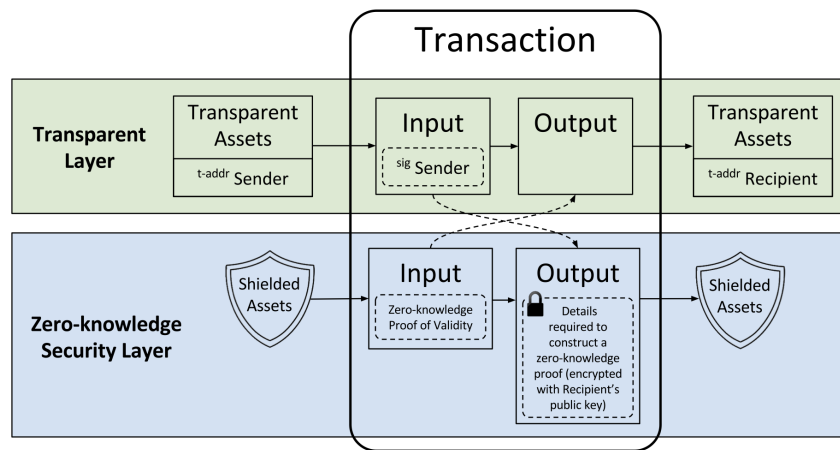 Transaction
Transparent
Layer
Transparent
Assets
t-addr Sender
Input
sig Sender
Output
Transparent
Assets
t-addr Recipient
Zero-knowledge
Security Layer
Shielded
Assets
Input
Zero-knowledge
Proof of Validity
Output
Details
required to
construct a
zero-knowledge
proof (encrypted
with Recipient's
public key)
Shielded
Assets